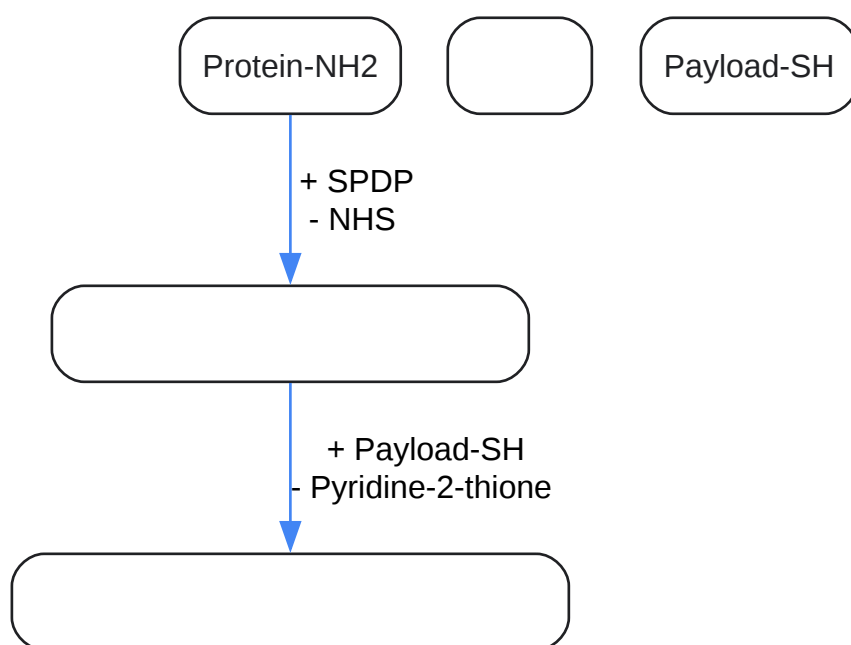 Protein-NH2
Payload-SH
+ SPDP
- NHS
+ Payload-SH
- Pyridine-2-thione